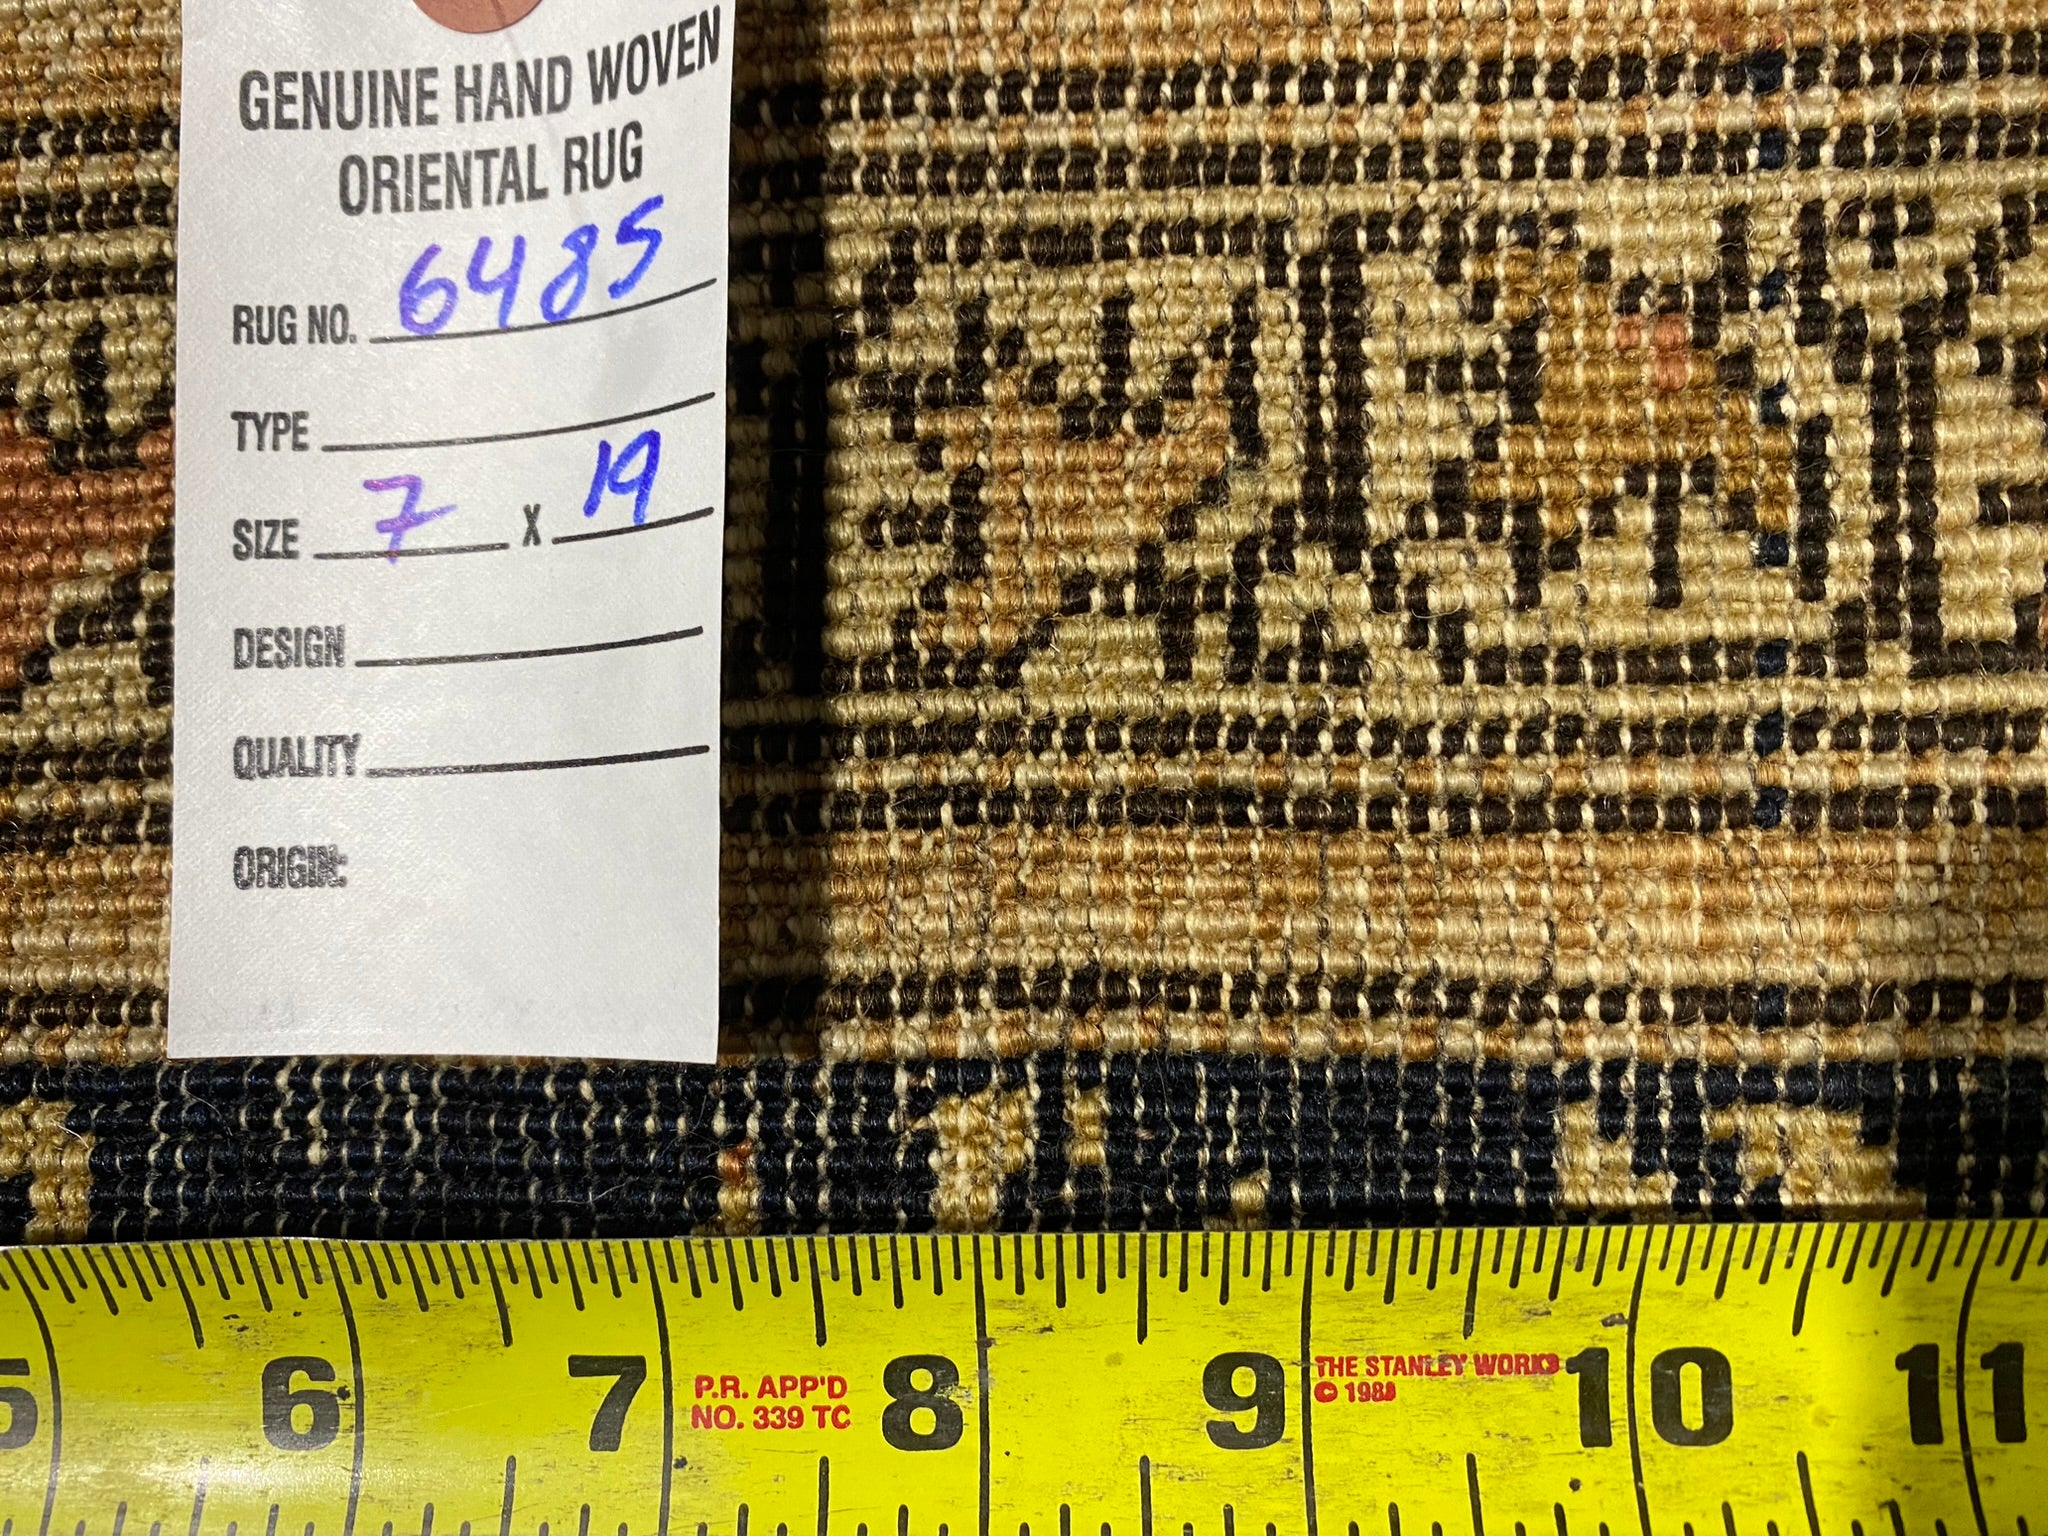 GENUINE HAND WOVEN
ORIENTAL RUG
RUG NO. 6485
TYPE
SIZE 7 X 19
DESIGN
QUALITY
ORIGIN:
5 6 7 8 9 10 11
P.R. APP'D
NO. 339 TC
THE STANLEY WORKS
© 1988